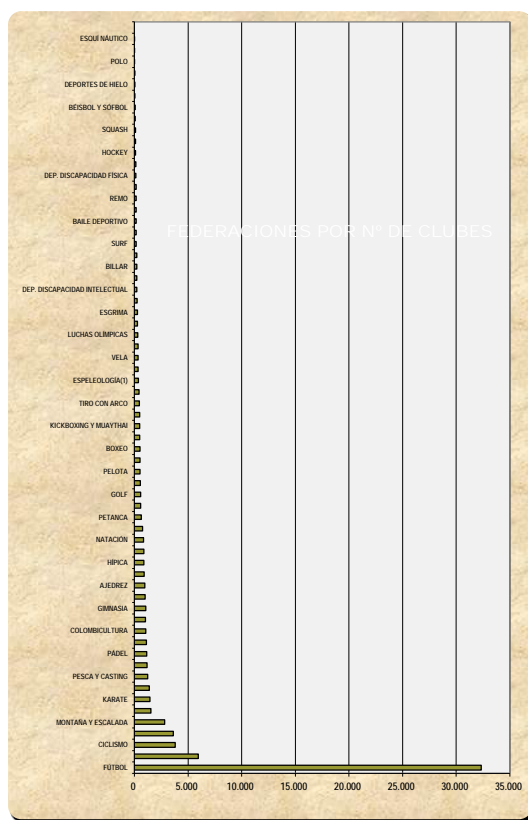 ESQUÍ NÁUTICO
POLO
DEPORTES DE HIELO
BÉISBOL Y SÓFBOL
SQUASH
HOCKEY
DEP. DISCAPACIDAD FÍSICA
REMO
BAILE DEPORTIVO
FEDERACIONES POR Nº DE CLUBES
SURF
BILLAR
DEP. DISCAPACIDAD INTELECTUAL
ESGRIMA
LUCHAS OLÍMPICAS
VELA
ESPELEOLOGÍA(1)
TIRO CON ARCO
KICKBOXING Y MUAYTHAI
BOXEO
PELOTA
GOLF
PETANCA
NATACIÓN
HÍPICA
AJEDREZ
GIMNASIA
COLOMBICULTURA
PÁDEL
PESCA Y CASTING
KARATE
MONTAÑA Y ESCALADA
CICLISMO
FÚTBOL
0 5.000 10.000 15.000 20.000 25.000 30.000 35.000